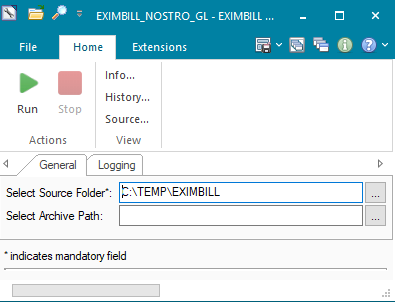 EXIMBILL_NOSTRO_GL - EXIMBILL ...
File
Home
Extensions
Run
Stop
Info...
History...
Source...
Actions
View
General
Logging
Select Source Folder*:
C:\TEMP\EXIMBILL
...
Select Archive Path:
...
* indicates mandatory field